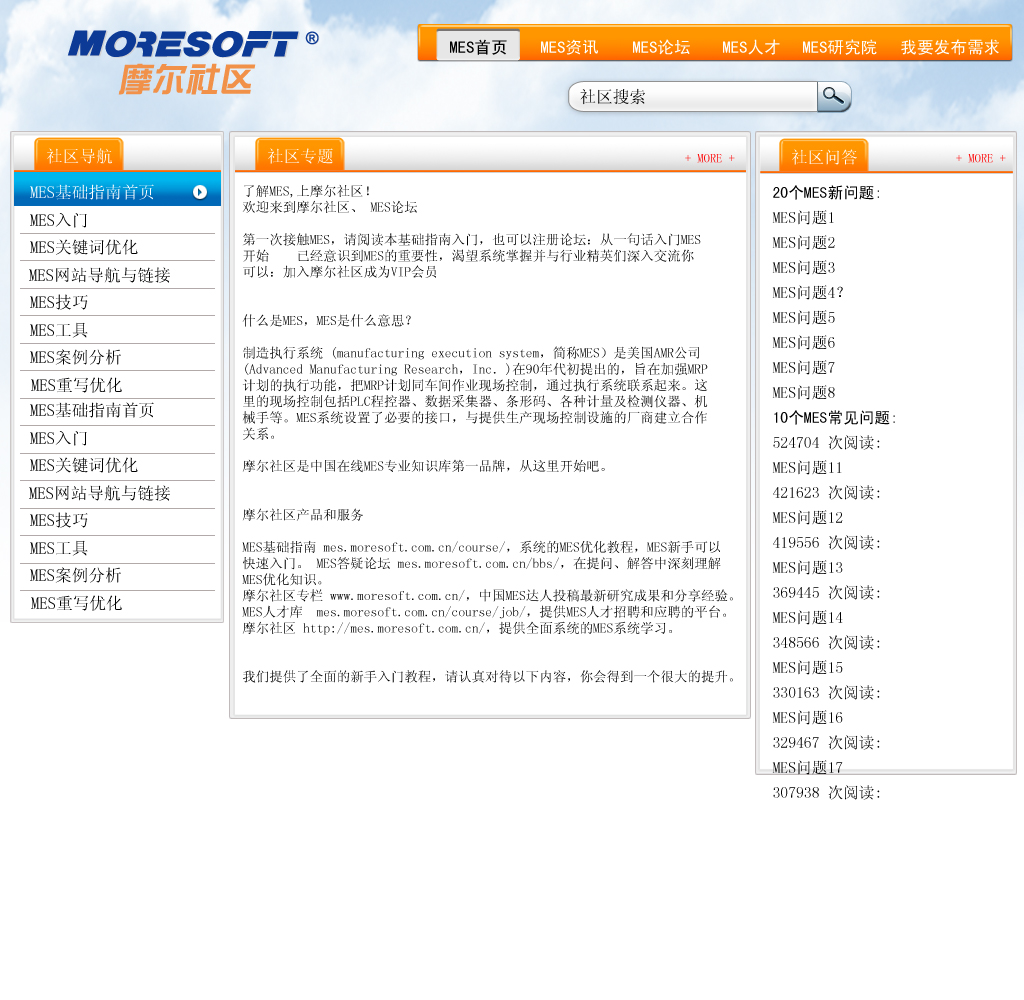 MORESOFT ®
摩尔社区
MES首页 MES资讯 MES论坛 MES人才 MES研究院 我要发布需求
社区搜索
社区导航
MES基础指南首页
MES入门
MES关键词优化
MES网站导航与链接
MES技巧
MES工具
MES案例分析
MES重写优化
MES基础指南首页
MES入门
MES关键词优化
MES网站导航与链接
MES技巧
MES工具
MES案例分析
MES重写优化
社区专题 + MORE +
了解MES,上摩尔社区!
欢迎来到摩尔社区、 MES论坛
第一次接触MES，请阅读本基础指南入门，也可以注册论坛：从一句话入门MES
开始 已经意识到MES的重要性，渴望系统掌握并与行业精英们深入交流你
可以：加入摩尔社区成为VIP会员
什么是MES，MES是什么意思?
制造执行系统 (manufacturing execution system，简称MES）是美国AMR公司
(Advanced Manufacturing Research，Inc. )在90年代初提出的，旨在加强MRP
计划的执行功能，把MRP计划同车间作业现场控制，通过执行系统联系起来。这
里的现场控制包括PLC程控器、数据采集器、条形码、各种计量及检测仪器、机
械手等。MES系统设置了必要的接口，与提供生产现场控制设施的厂商建立合作
关系。
摩尔社区是中国在线MES专业知识库第一品牌，从这里开始吧。
摩尔社区产品和服务
MES基础指南 mes.moresoft.com.cn/course/，系统的MES优化教程，MES新手可以
快速入门。 MES答疑论坛 mes.moresoft.com.cn/bbs/，在提问、解答中深刻理解
MES优化知识。
摩尔社区专栏 www.moresoft.com.cn/，中国MES达人投稿最新研究成果和分享经验。
MES人才库 mes.moresoft.com.cn/course/job/，提供MES人才招聘和应聘的平台。
摩尔社区 http://mes.moresoft.com.cn/，提供全面系统的MES系统学习。
我们提供了全面的新手入门教程，请认真对待以下内容，你会得到一个很大的提升。
社区问答 + MORE +
20个MES新问题:
MES问题1
MES问题2
MES问题3
MES问题4?
MES问题5
MES问题6
MES问题7
MES问题8
10个MES常见问题:
524704 次阅读:
MES问题11
421623 次阅读:
MES问题12
419556 次阅读:
MES问题13
369445 次阅读:
MES问题14
348566 次阅读:
MES问题15
330163 次阅读:
MES问题16
329467 次阅读:
MES问题17
307938 次阅读: